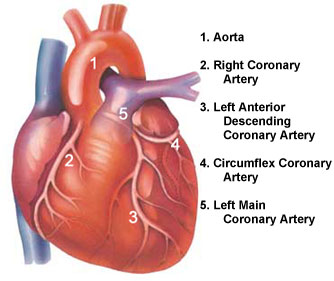 1
2
3
4
5
1. Aorta
2. Right Coronary
Artery
3. Left Anterior
Descending
Coronary Artery
4. Circumflex Coronary
Artery
5. Left Main
Coronary Artery